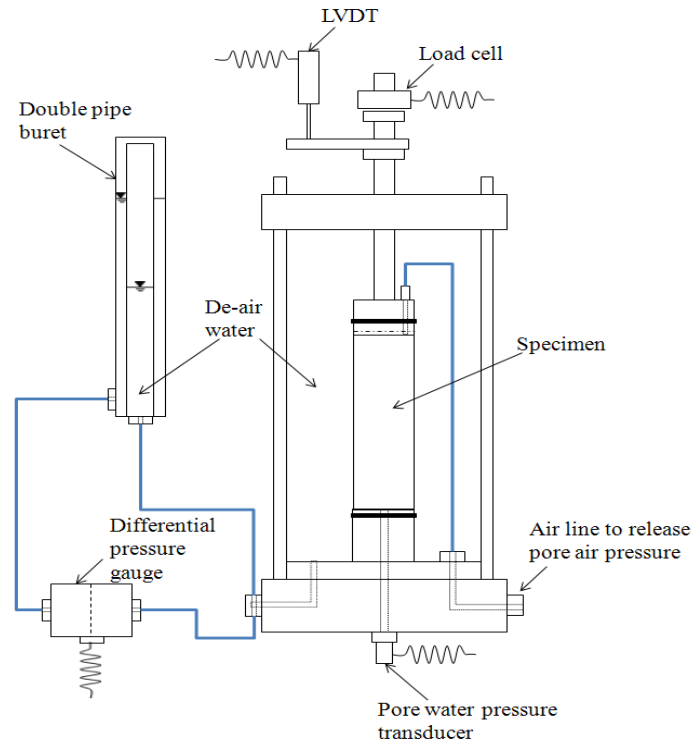 LVDT
Load cell
Double pipe
buret
De-air
water
Specimen
Differential
pressure
gauge
Air line to release
pore air pressure
Pore water pressure
transducer